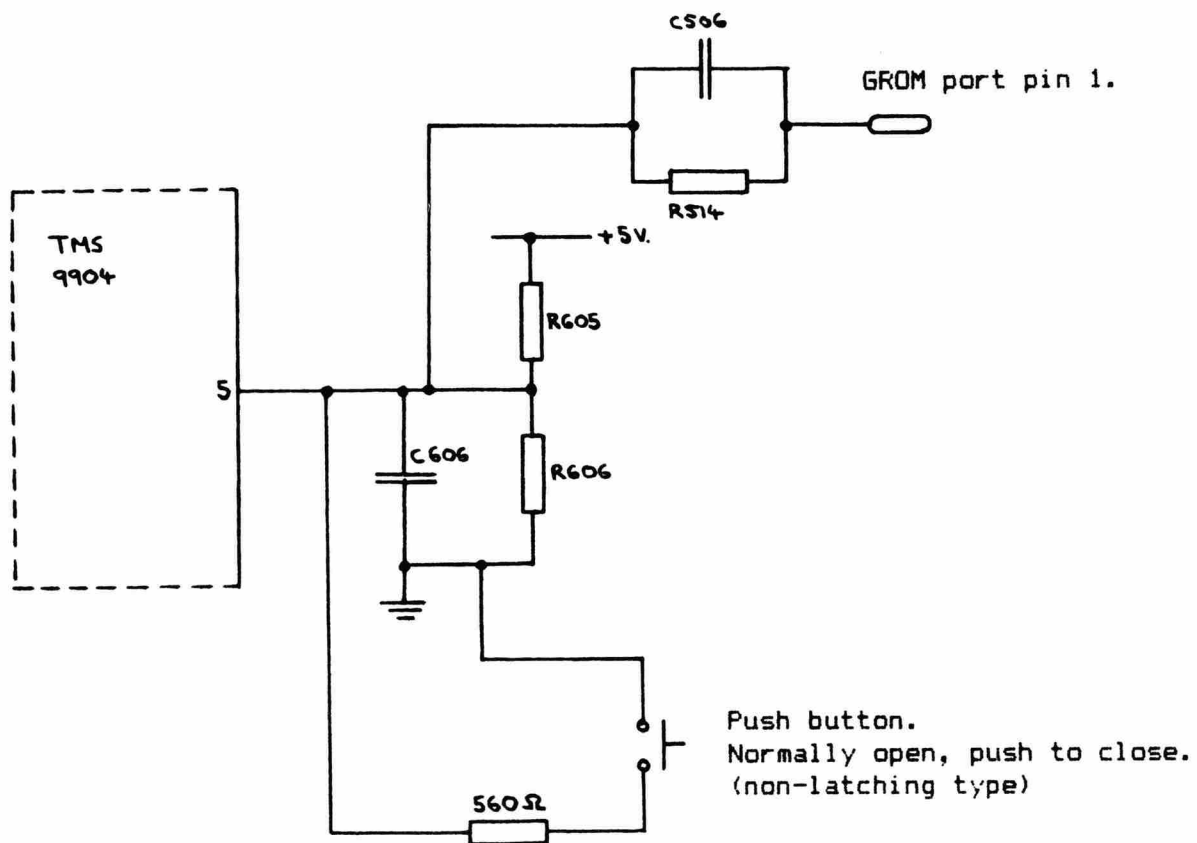 C506
GROM port pin 1.
R514
TMS
9904
+5V.
R605
5
C606
R606
Push button.
Normally open, push to close.
(non-latching type)
560Ω